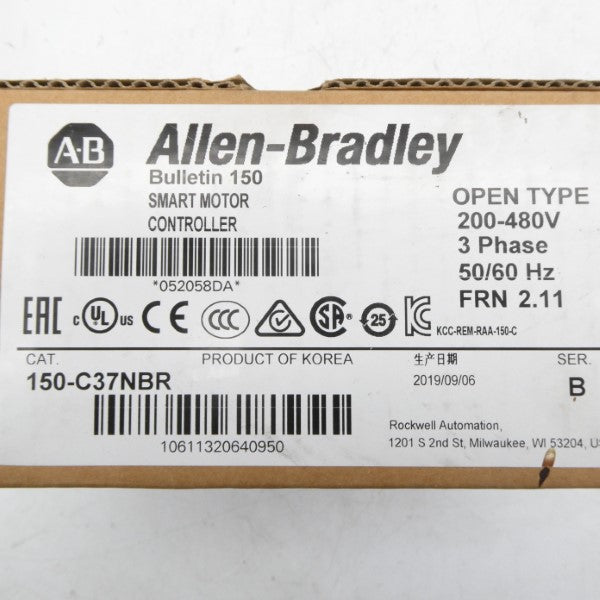 A-B Allen-Bradley
Bulletin 150
SMART MOTOR
CONTROLLER
*052058DA*
OPEN TYPE
200-480V
3 Phase
50/60 Hz
FRN 2.11
EAC c UL US CE CCC SA 25 KC
KCC-REM-RAA-150-C
CAT. PRODUCT OF KOREA 生产日期 SER.
150-C37NBR 2019/09/06 B
10611320640950
Rockwell Automation,
1201 S 2nd St, Milwaukee, WI 53204, U